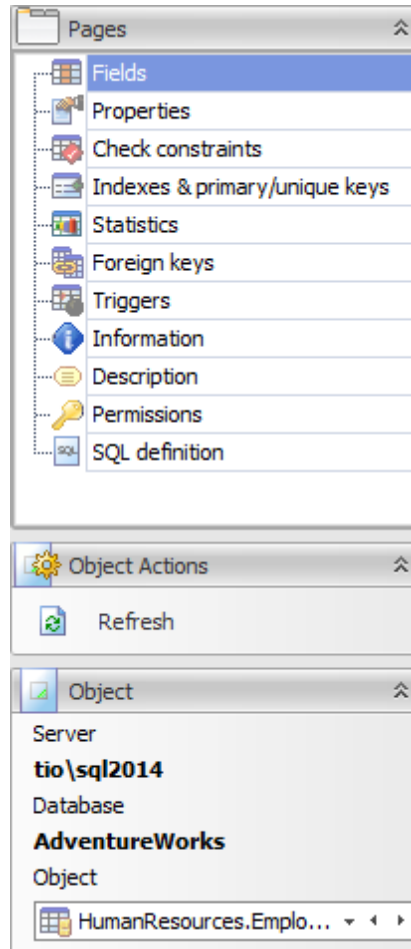 Pages
Fields
Properties
Check constraints
Indexes & primary/unique keys
Statistics
Foreign keys
Triggers
Information
Description
Permissions
SQL
SQL definition
Object Actions
Refresh
Object
Server
tio\sql2014
Database
AdventureWorks
Object
HumanResources.Emplo...